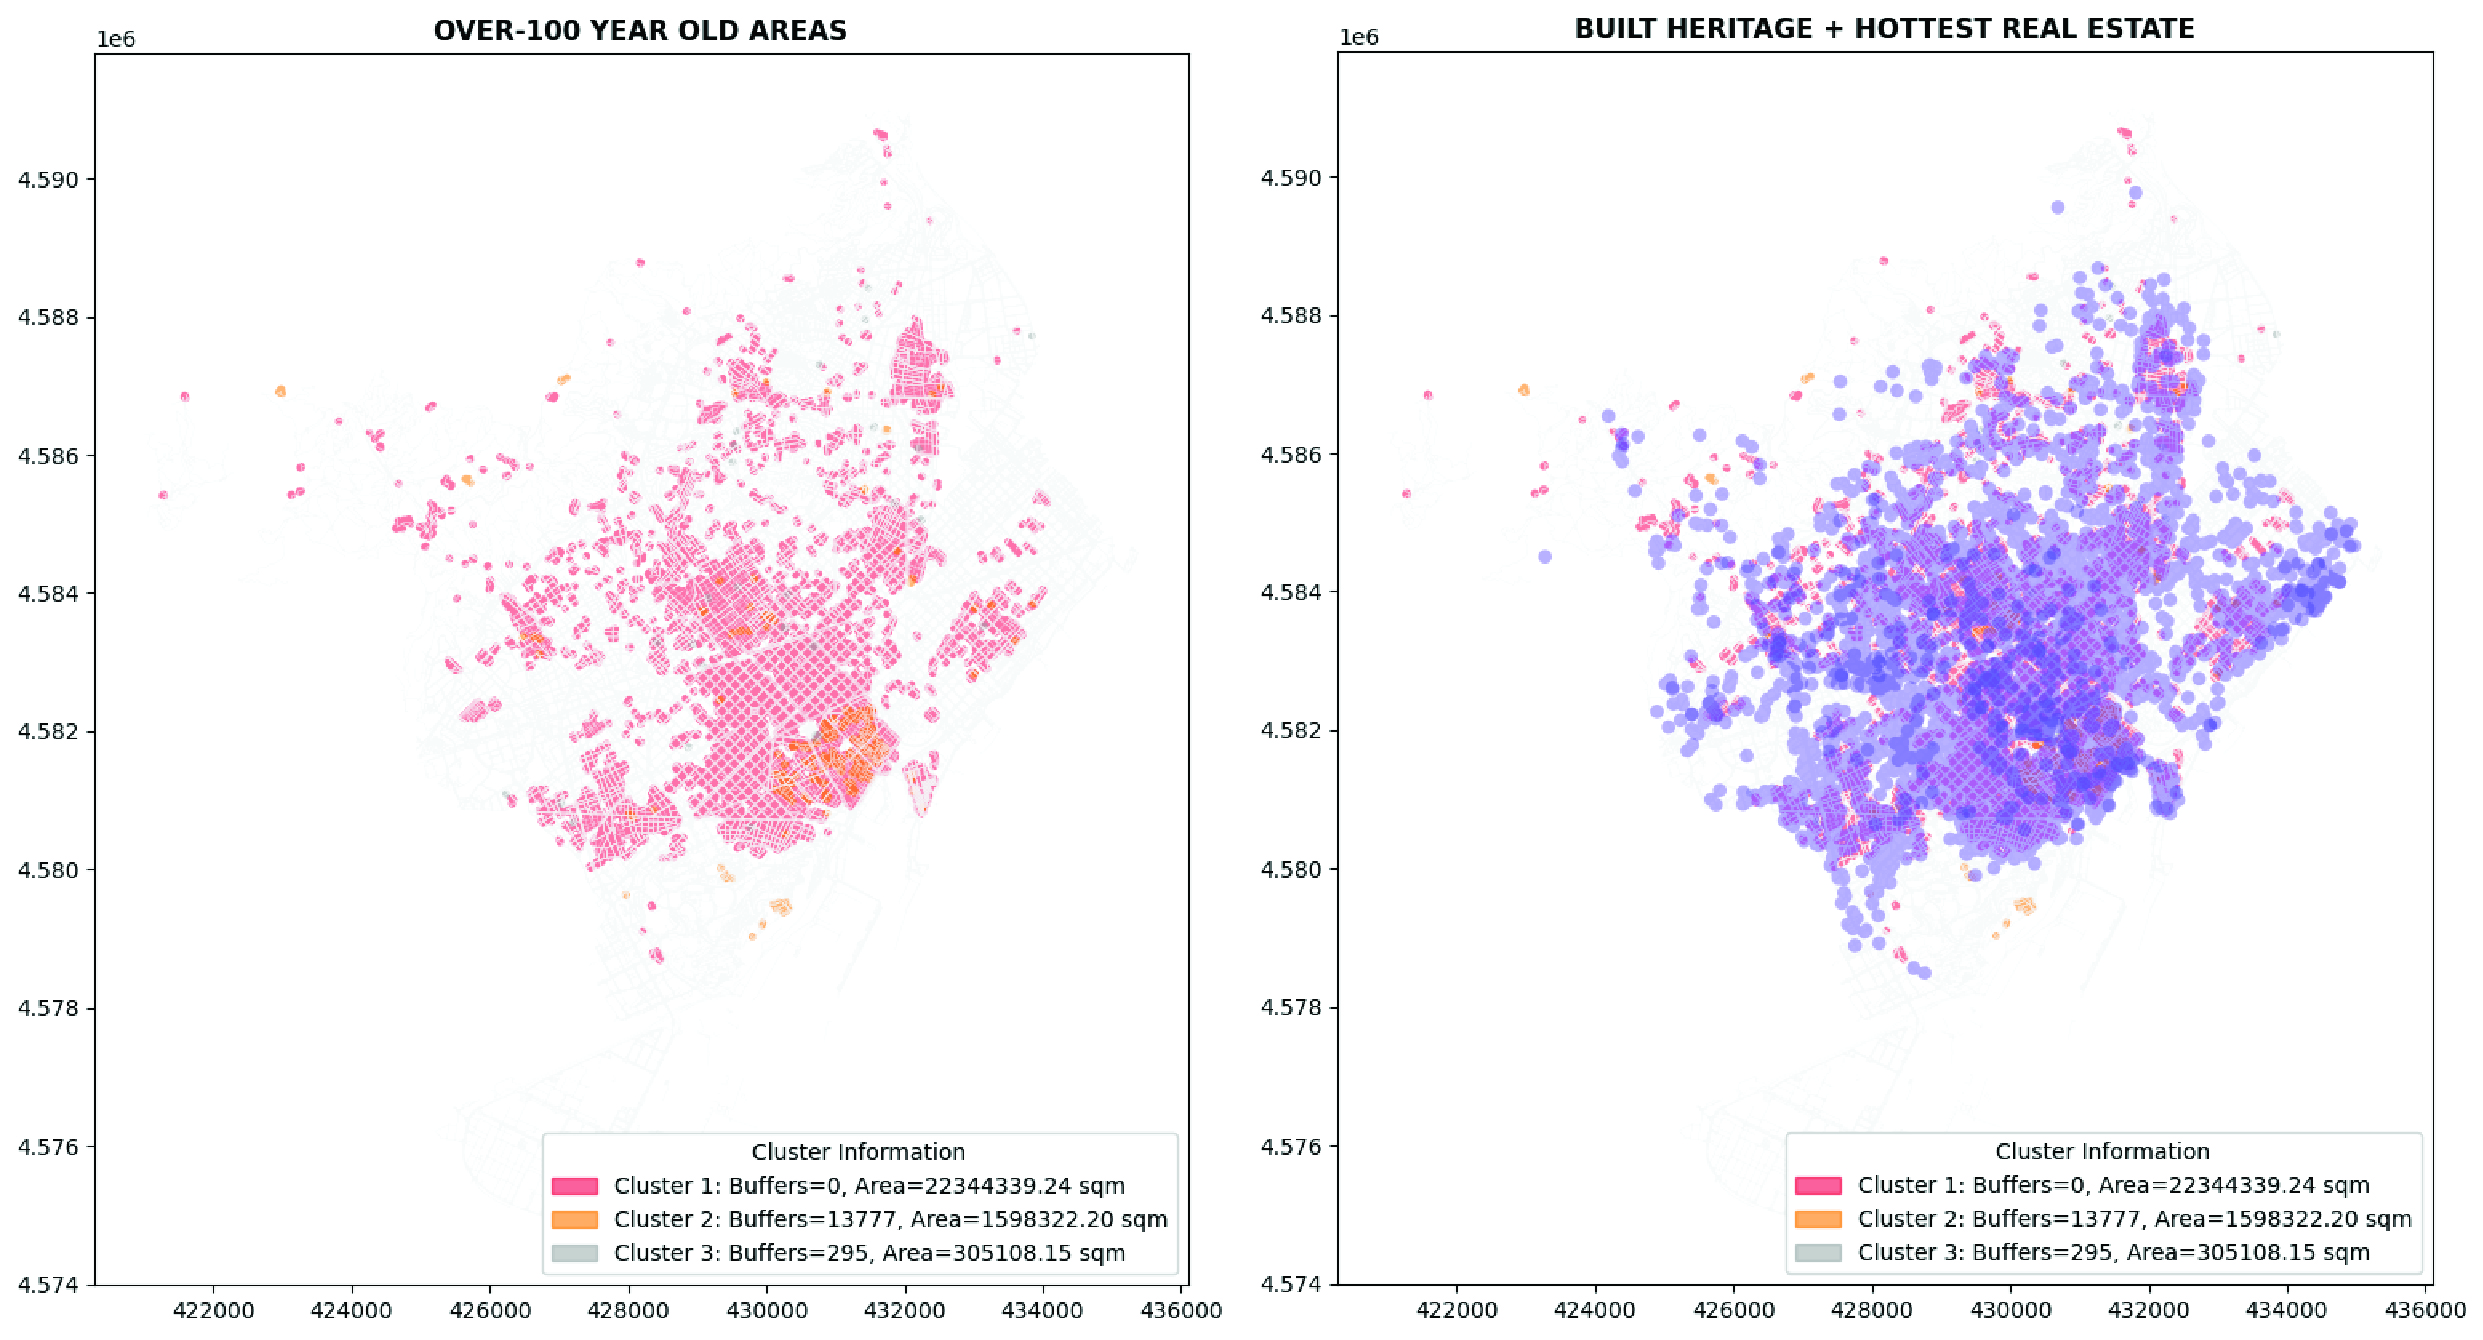 OVER-100 YEAR OLD AREAS
1e6
4.590
4.588
4.586
4.584
4.582
4.580
4.578
4.576
4.574
Cluster Information
Cluster 1: Buffers=0, Area=22344339.24 sqm
Cluster 2: Buffers=13777, Area=1598322.20 sqm
Cluster 3: Buffers=295, Area=305108.15 sqm
422000 424000 426000 428000 430000 432000 434000 436000
BUILT HERITAGE + HOTTEST REAL ESTATE
1e6
4.590
4.588
4.586
4.584
4.582
4.580
4.578
4.576
4.574
Cluster Information
Cluster 1: Buffers=0, Area=22344339.24 sqm
Cluster 2: Buffers=13777, Area=1598322.20 sqm
Cluster 3: Buffers=295, Area=305108.15 sqm
422000 424000 426000 428000 430000 432000 434000 436000